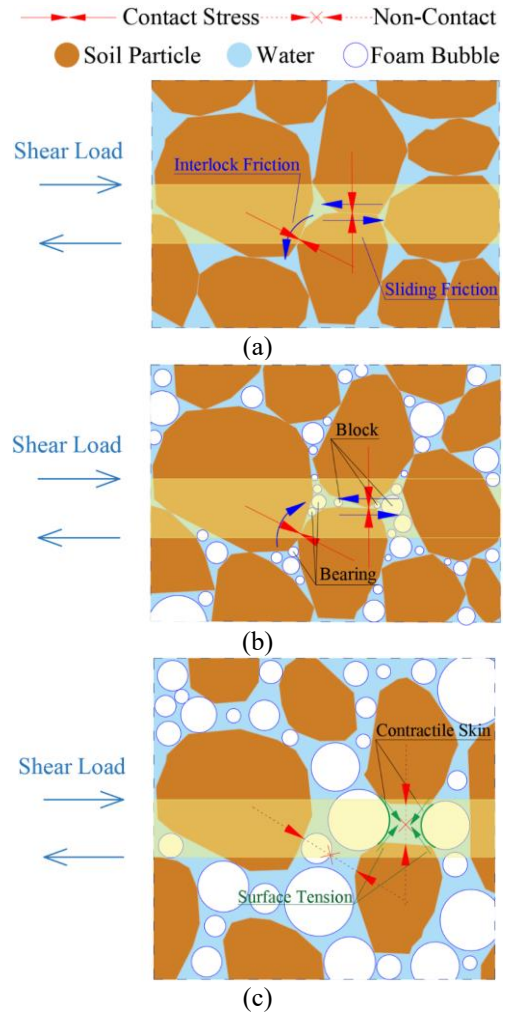 Contact Stress Non-Contact
Soil Particle Water Foam Bubble
Shear Load
Interlock Friction
Sliding Friction
(a)
Shear Load
Block
Bearing
(b)
Contractile Skin
Shear Load
Surface Tension
(c)